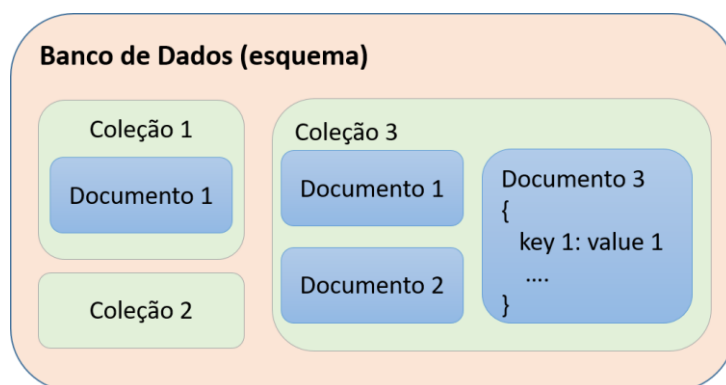 Banco de Dados (esquema)
Coleção 1
Documento 1
Coleção 2
Coleção 3
Documento 1
Documento 2
Documento 3
{
key 1: value 1
....
}